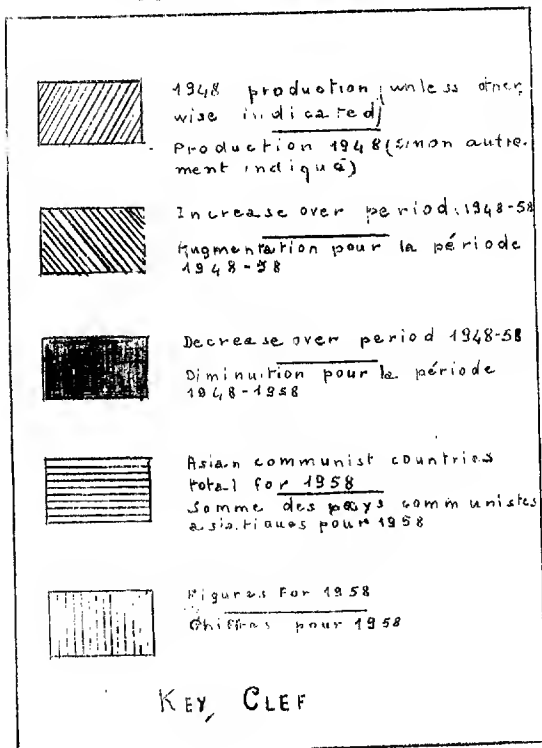 1948 production (unless other,
wise indicated)
Production 1948 (sinon autre.
ment indiqué)
Increase over period: 1948-58
Augmentation pour la période
1948-58
Decrease over period 1948-58
Diminuition pour la période
1948-1958
Asian communist countries
total for 1958
Somme des pays communistes
asiatiques pour 1958
Figures For 1958
Chiffres pour 1958
KEY, CLEF